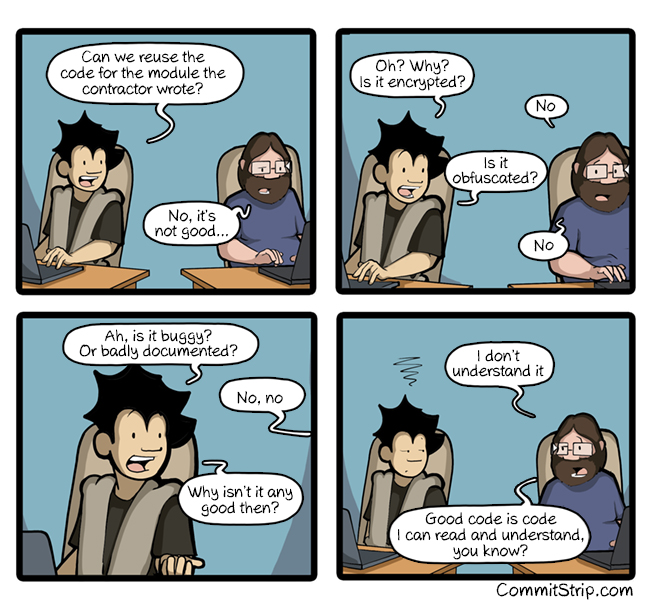 Can we reuse the
code for the module the
contractor wrote?
No, it's
not good...
Oh? Why?
Is it encrypted?
No
Is it
obfuscated?
No
Ah, is it buggy?
Or badly documented?
No, no
Why isn't it any
good then?
I don't
understand it
Good code is code
I can read and understand,
you know?
CommitStrip.com